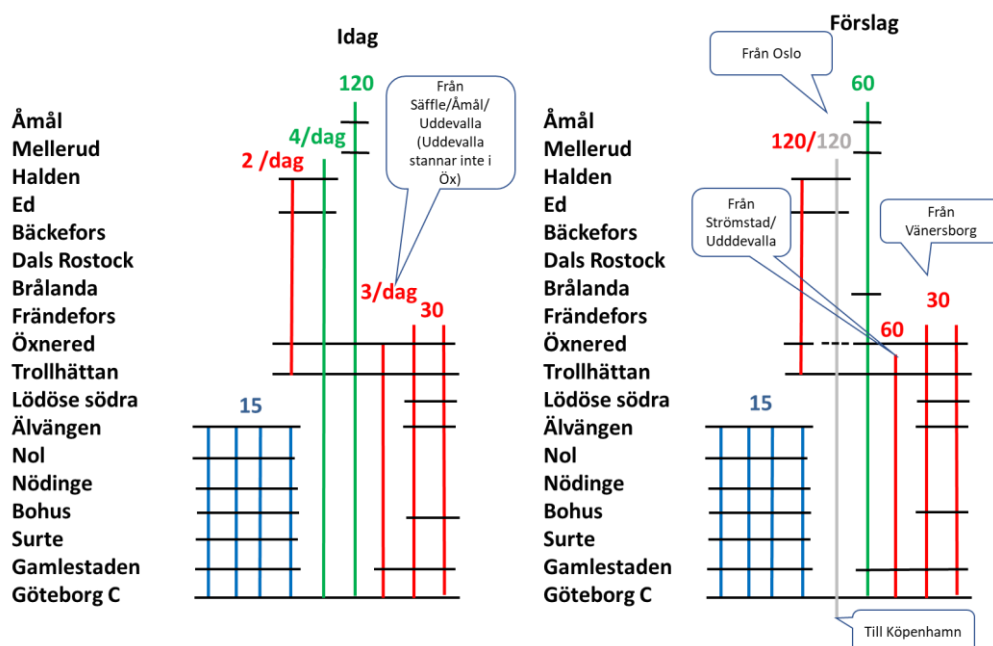 Idag
120
Från
Säffle/Åmål/
Uddevalla
(Uddevalla
stannar inte i
Öx)
4/dag
2 /dag
3/dag
30
15
Åmål
Mellerud
Halden
Ed
Bäckefors
Dals Rostock
Brålanda
Frändefors
Öxnered
Trollhättan
Lödöse södra
Älvängen
Nol
Nödinge
Bohus
Surte
Gamlestaden
Göteborg C
Förslag
Från Oslo
60
120/120
Från
Strömstad/
Udddevalla
Från
Vänersborg
30
60
15
Åmål
Mellerud
Halden
Ed
Bäckefors
Dals Rostock
Brålanda
Frändefors
Öxnered
Trollhättan
Lödöse södra
Älvängen
Nol
Nödinge
Bohus
Surte
Gamlestaden
Göteborg C
Till Köpenhamn